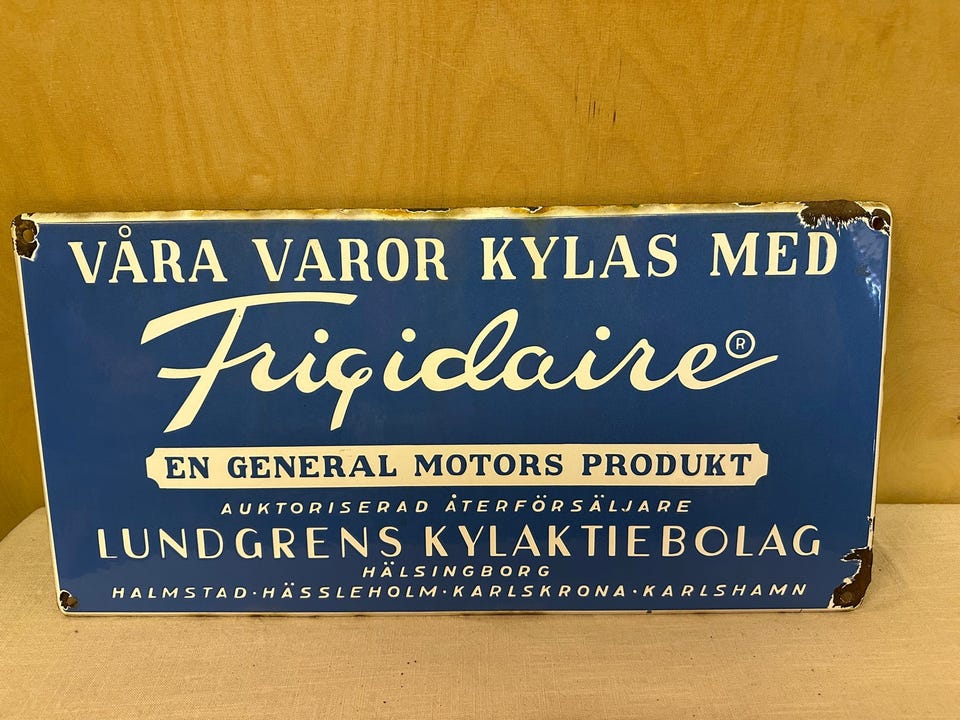 VÅRA VAROR KYLAS MED
Frigidaire ®
EN GENERAL MOTORS PRODUKT
AUKTORISERAD ÅTERFÖRSÄLJARE
LUNDGRENS KYLAKTIEBOLAG
HÄLSINGBORG
HALMSTAD·HÄSSLEHOLM·KARLSKRONA·KARLSHAMN